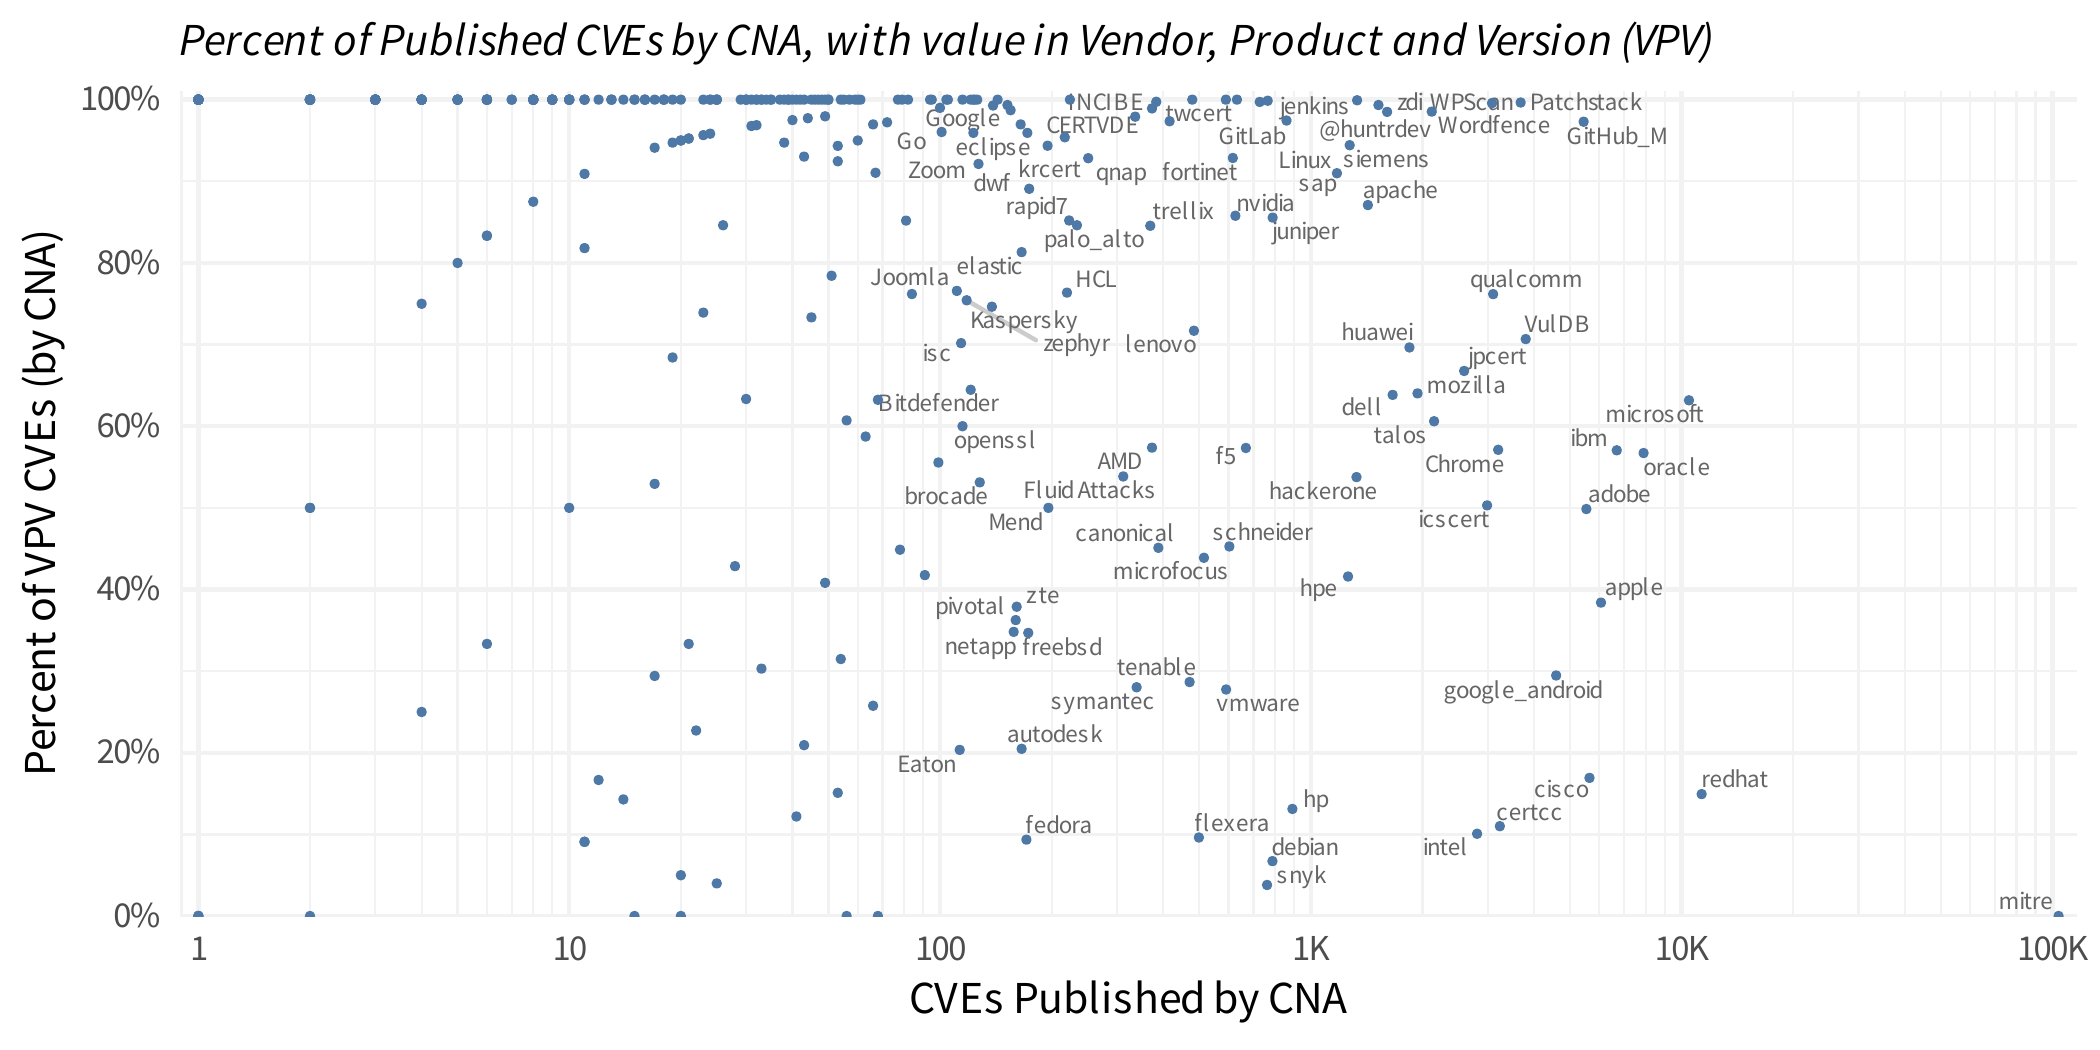 Percent of Published CVEs by CNA, with value in Vendor, Product and Version (VPV)
Percent of VPV CVEs (by CNA)
100%
80%
60%
40%
20%
0%
INCIBE
jenkins
zdi
WPScan
Patchstack
Google
CERTVDE
twcert
@huntrdev
Wordfence
GitHub_M
Go
eclipse
GitLab
Zoom
krcert
qnap
fortinet
Linux
siemens
dwf
sap
apache
rapid7
trellix
nvidia
palo_alto
juniper
Joomla
elastic
HCL
qualcomm
Kaspersky
huawei
VulDB
isc
zephyr
lenovo
jpcert
mozilla
Bitdefender
dell
microsoft
openssl
talos
ibm
AMD
f5
Chrome
oracle
brocade
Fluid Attacks
hackerone
adobe
Mend
canonical
schneider
icscert
microfocus
hpe
apple
pivotal
zte
netapp
freebsd
tenable
symantec
vmware
google_android
autodesk
Eaton
cisco
redhat
hp
certcc
fedora
flexera
debian
intel
snyk
mitre
1
10
100
1K
10K
100K
CVEs Published by CNA